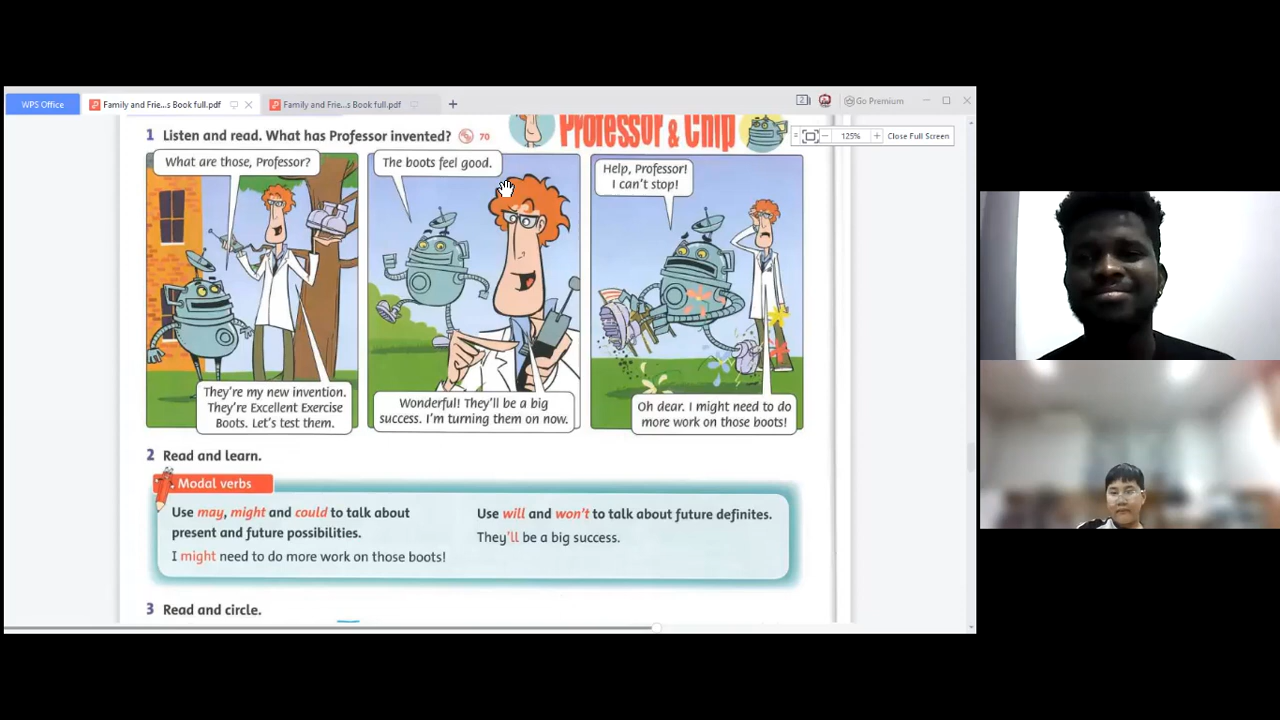 WPS Office
Family and Frie...s Book full.pdf
Family and Frie...s Book full.pdf
Go Premium
125%
Close Full Screen
1 Listen and read. What has Professor invented? 70
Professor & Chip
What are those, Professor?
They're my new invention.
They're Excellent Exercise
Boots. Let's test them.
The boots feel good.
Wonderful! They'll be a big
success. I'm turning them on now.
Help, Professor!
I can't stop!
Oh dear. I might need to do
more work on those boots!
2 Read and learn.
Modal verbs
Use may, might and could to talk about
present and future possibilities.
I might need to do more work on those boots!
Use will and won't to talk about future definites.
They'll be a big success.
3 Read and circle.